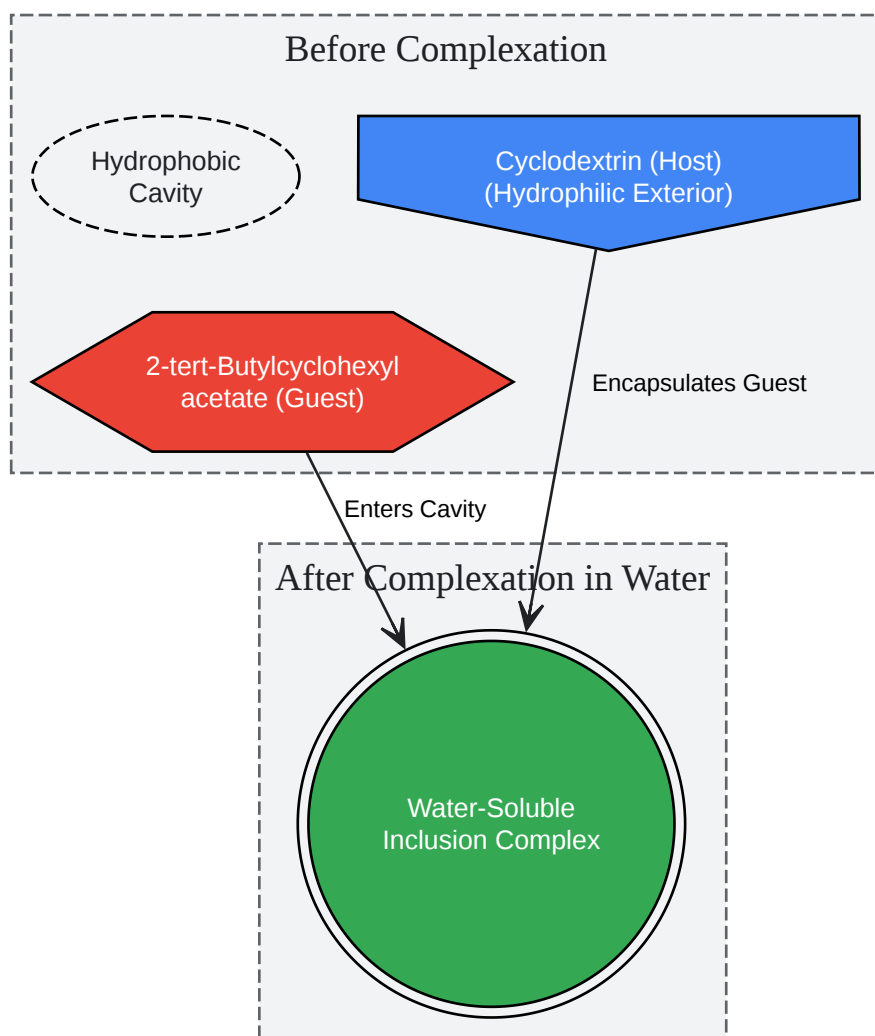 Before Complexation
Hydrophobic
Cavity
Cyclodextrin (Host)
(Hydrophilic Exterior)
2-tert-Butylcyclohexyl
acetate (Guest)
Encapsulates Guest
Enters Cavity
After Complexation in Water
Water-Soluble
Inclusion Complex